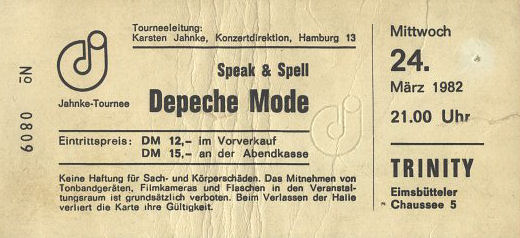 Tourneeleitung:
Karsten Jahnke, Konzertdirektion, Hamburg 13
Jahnke-Tournee
Nº 0809
Speak & Spell
Depeche Mode
Eintrittspreis: DM 12,- im Vorverkauf
DM 15,- an der Abendkasse
Keine Haftung für Sach- und Körperschäden. Das Mitnehmen von
Tonbandgeräten, Filmkameras und Flaschen in den Veranstal-
tungsraum ist grundsätzlich verboten. Beim Verlassen der Halle
verliert die Karte ihre Gültigkeit.
Mittwoch
24.
März 1982
21.00 Uhr
TRINITY
Eimsbütteler
Chaussee 5